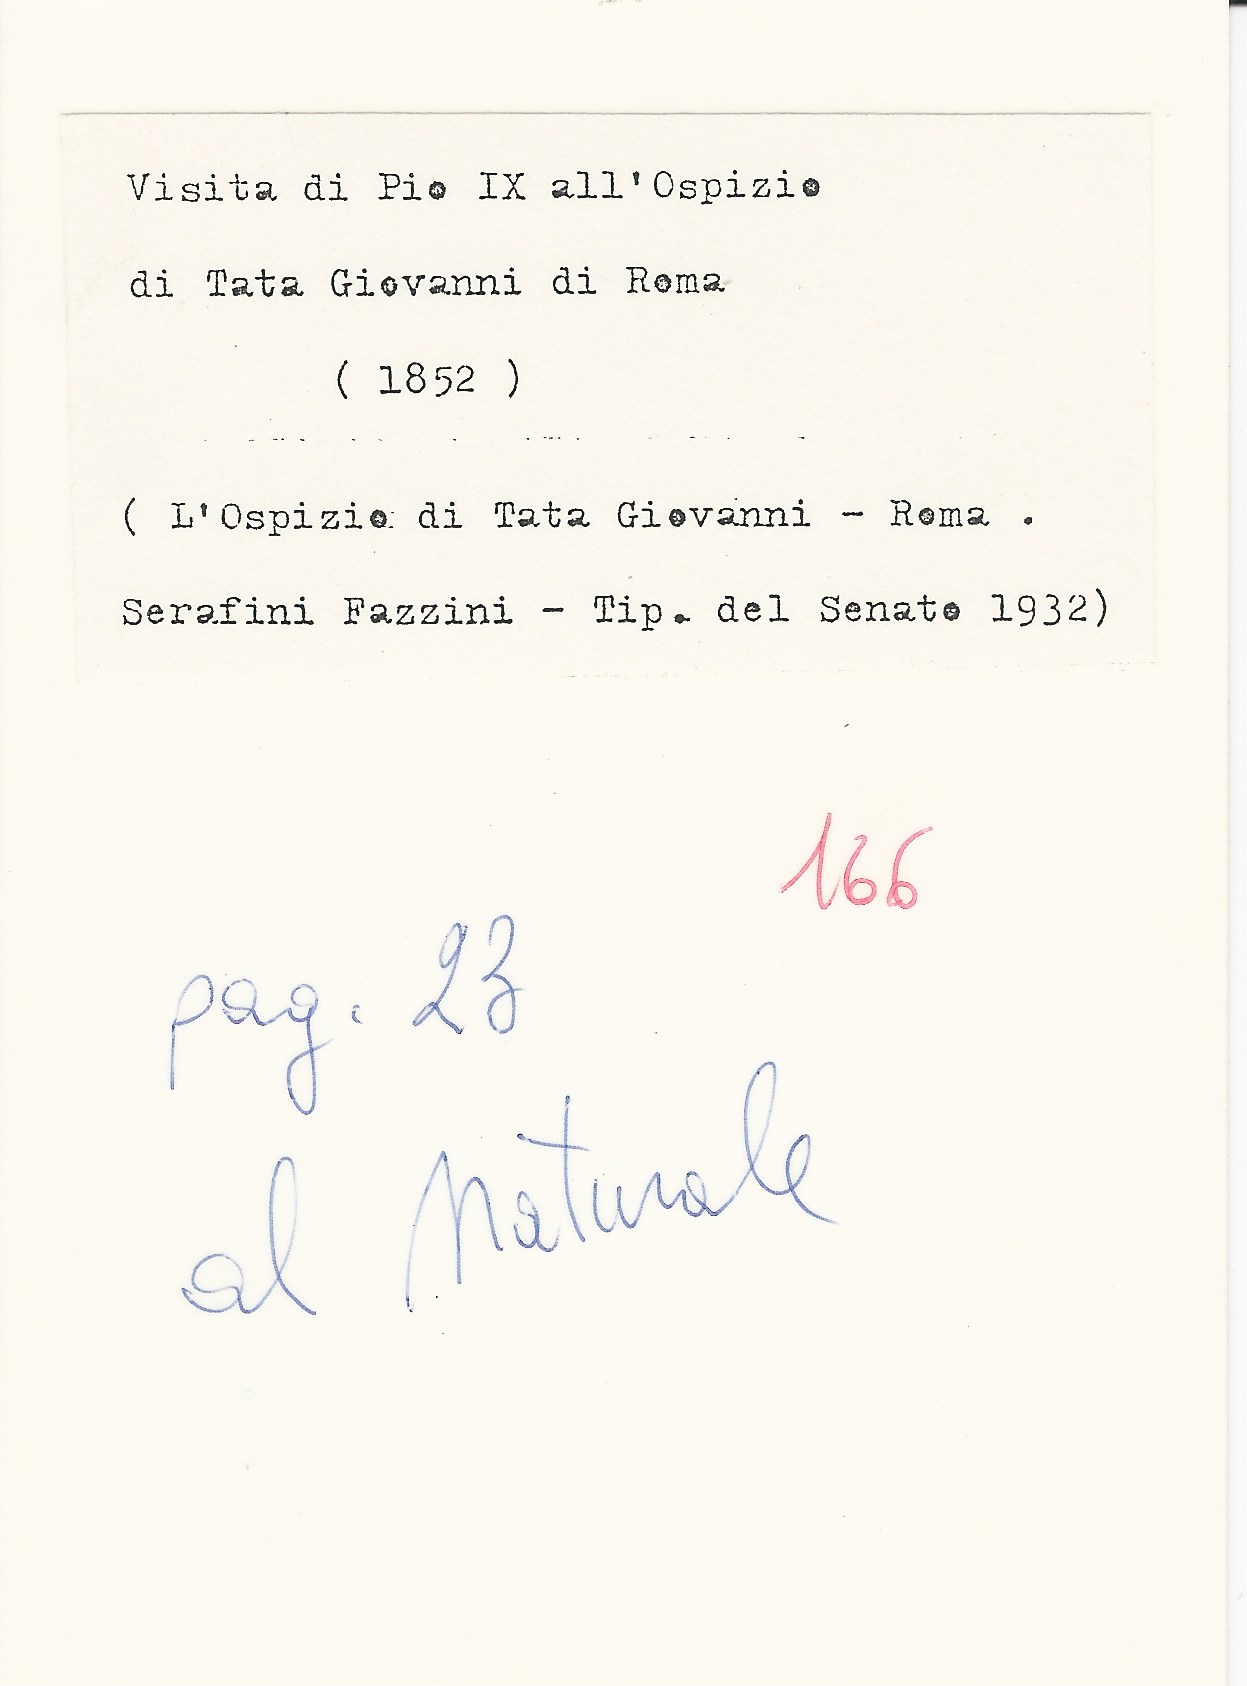 Visita di Pio IX all'Ospizio
di Tata Giovanni di Roma
( 1852 )
( L'Ospizio di Tata Giovanni - Roma .
Serafini Fazzini - Tip. del Senato 1932)
166
pag. 23
al naturale